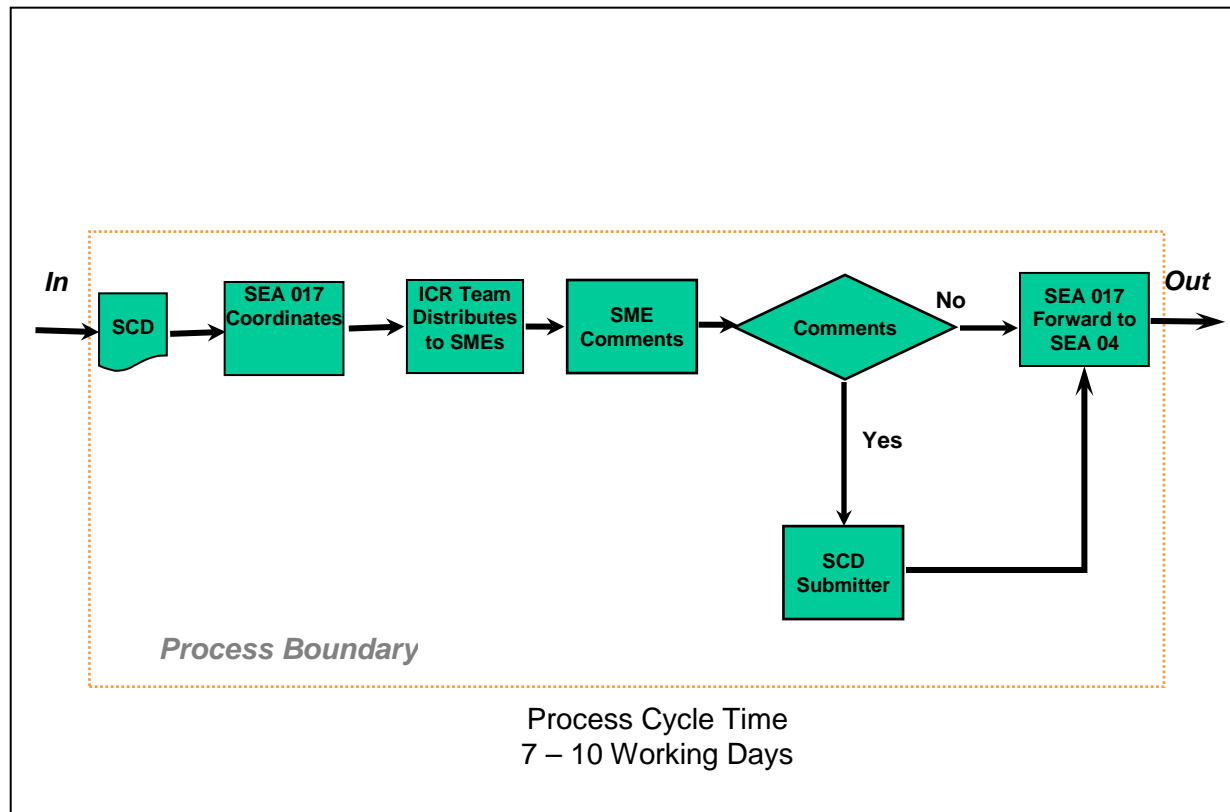 In
SCD
SEA 017
Coordinates
ICR Team
Distributes
to SMEs
SME
Comments
Comments
No
SEA 017
Forward to
SEA 04
Out
Yes
SCD
Submitter
Process Boundary
Process Cycle Time
7 – 10 Working Days